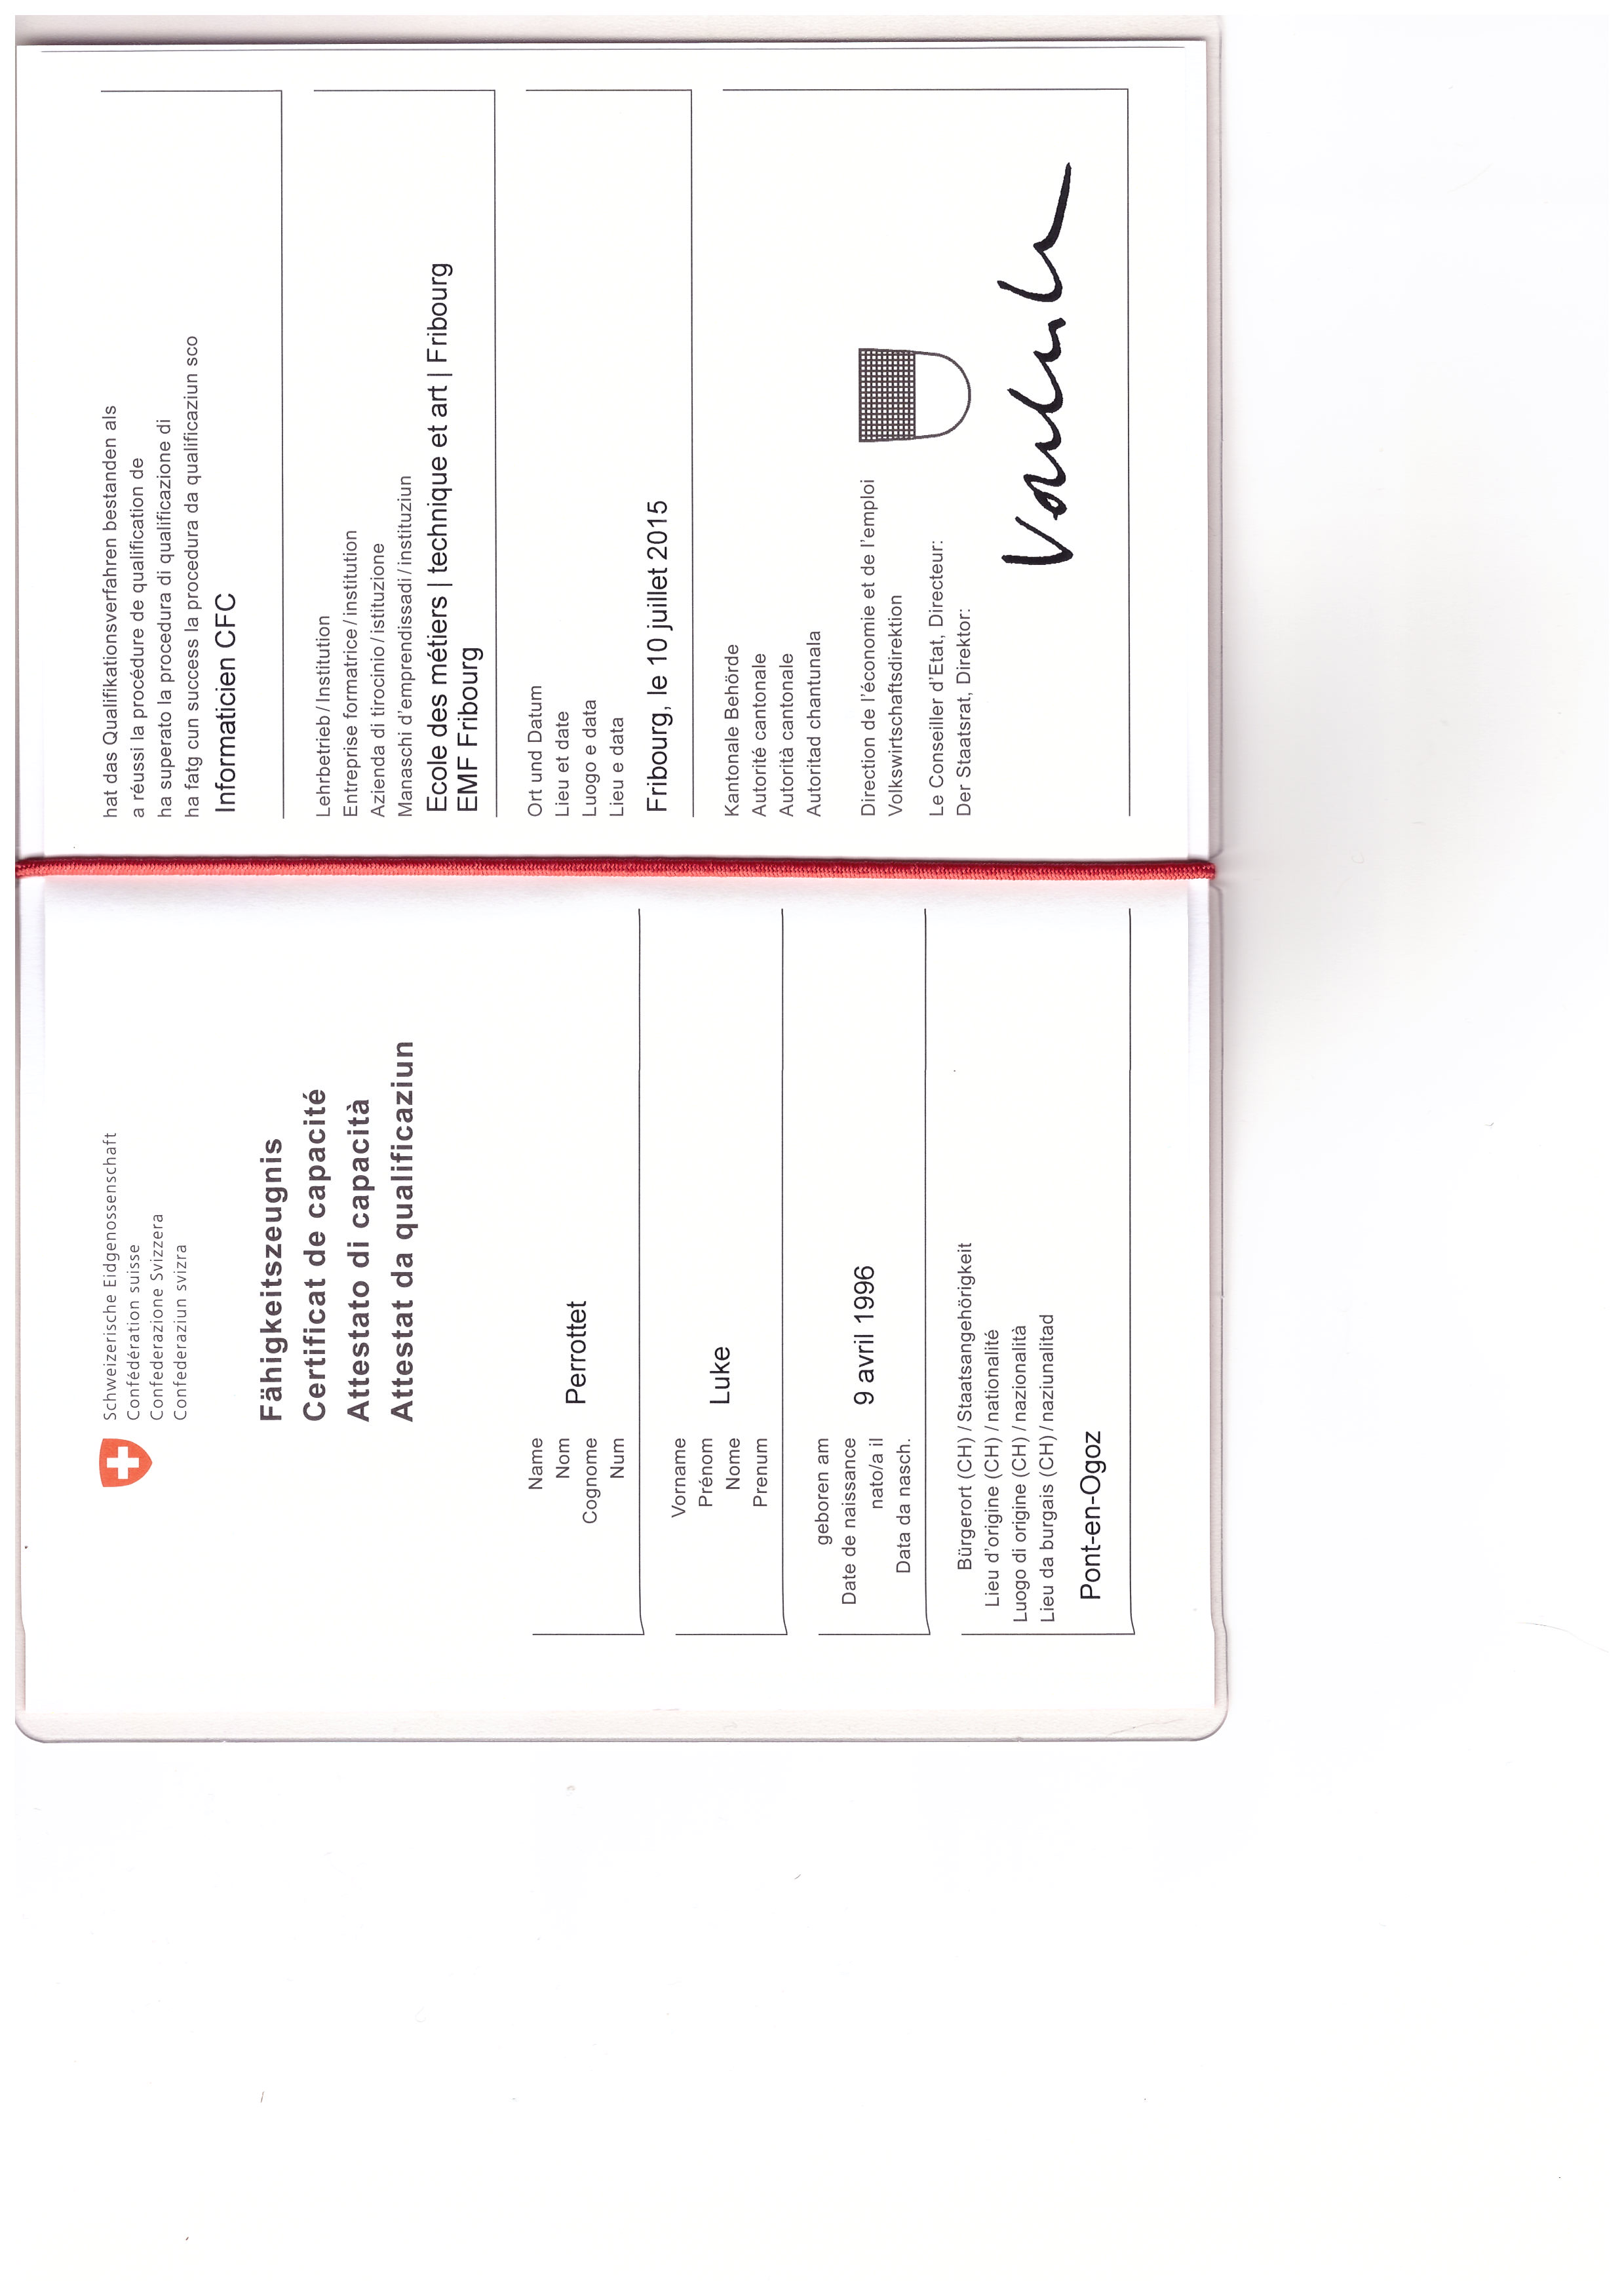 Schweizerische Eidgenossenschaft
Confédération suisse
Confederazione Svizzera
Confederaziun svizra
Fähigkeitszeugnis
Certificat de capacité
Attestato di capacità
Attestat da qualificaziun
Name
Nom
Perrottet
Cognome
Num
Vorname
Prénom
Luke
Nome
Prenum
geboren am
Date de naissance
9 avril 1996
nato/a il
Data da nasch.
Bürgerort (CH) / Staatsangehörigkeit
Lieu d'origine (CH) / nationalité
Luogo di origine (CH) / nazionalità
Lieu da burgais (CH) / naziunalitad
Pont-en-Ogoz
hat das Qualifikationsverfahren bestanden als
a réussi la procédure de qualification de
ha superato la procedura di qualificazione di
ha fatg cun success la procedura da qualificaziun sco
Informaticien CFC
Lehrbetrieb / Institution
Entreprise formatrice / institution
Azienda di tirocinio / istituzione
Manaschi d'emprendissadi / instituziun
Ecole des métiers | technique et art | Fribourg
EMF Fribourg
Ort und Datum
Lieu et date
Luogo e data
Lieu e data
Fribourg, le 10 juillet 2015
Kantonale Behörde
Autorité cantonale
Autorità cantonale
Autoritad chantunala
Direction de l'économie et de l'emploi
Volkswirtschaftsdirektion
Le Conseiller d'Etat, Directeur:
Der Staatsrat, Direktor: